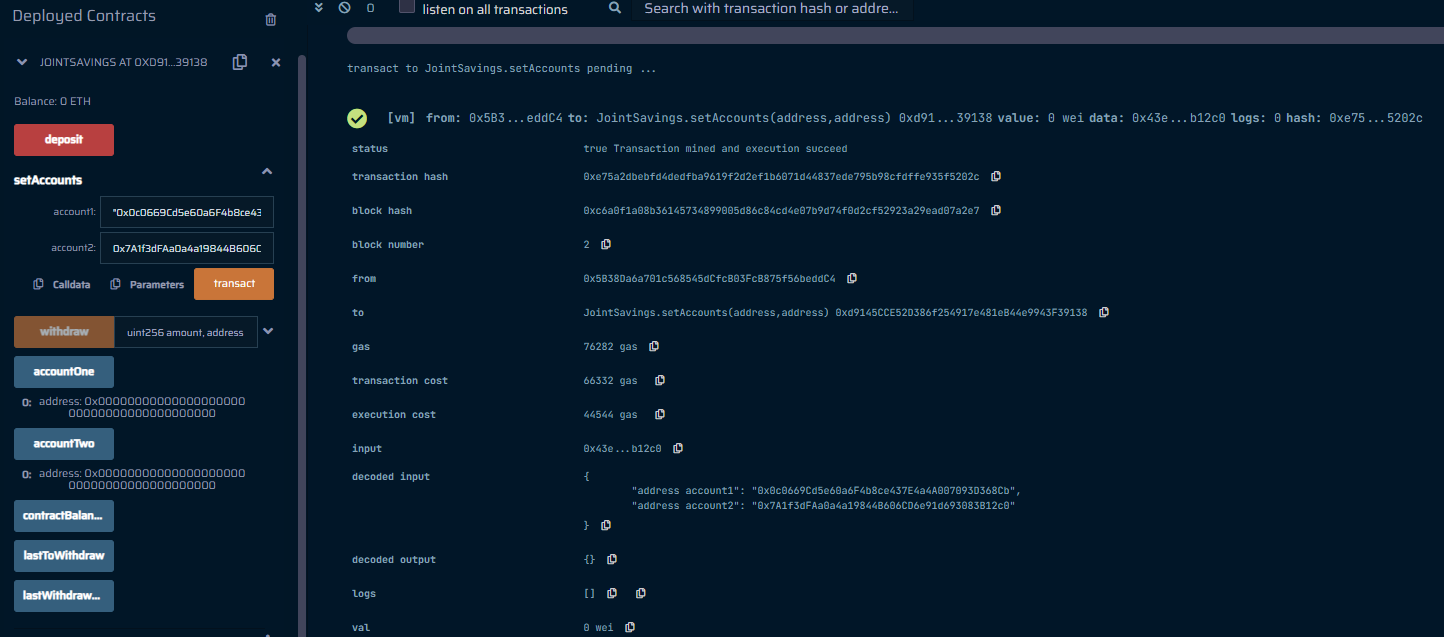 Deployed Contracts
JOINTSAVINGS AT 0XD91...39138
Balance: 0 ETH
deposit
setAccounts
account1: "0x0c0669Cd5e60a6F4b8ce43
account2: 0x7A1f3dFAa0a4a19844B606C
Calldata Parameters transact
withdraw uint256 amount, address
accountOne
0: address: 0x00000000000000000000
00000000000000000000
accountTwo
0: address: 0x00000000000000000000
00000000000000000000
contractBalan...
lastToWithdraw
lastWithdraw...
0 listen on all transactions Search with transaction hash or addre...
transact to JointSavings.setAccounts pending ...
[vm] from: 0x5B3...eddC4 to: JointSavings.setAccounts(address,address) 0xd91...39138 value: 0 wei data: 0x43e...b12c0 logs: 0 hash: 0xe75...5202c
status true Transaction mined and execution succeed
transaction hash 0xe75a2dbebfd4dedfba9619f2d2ef1b6071d44837ede795b98cfdffe935f5202c
block hash 0xc6a0f1a08b36145734899005d86c84cd4e07b9d74f0d2cf52923a29ead07a2e7
block number 2
from 0x5B38Da6a701c568545dCfcB03FcB875f56beddC4
to JointSavings.setAccounts(address,address) 0xd9145CCE52D386f254917e481eB44e9943F39138
gas 76282 gas
transaction cost 66332 gas
execution cost 44544 gas
input 0x43e...b12c0
decoded input {
"address account1": "0x0c0669Cd5e60a6F4b8ce437E4a4A007093D368Cb",
"address account2": "0x7A1f3dFAa0a4a19844B606CD6e91d693083B12c0"
}
decoded output {}
logs []
val 0 wei